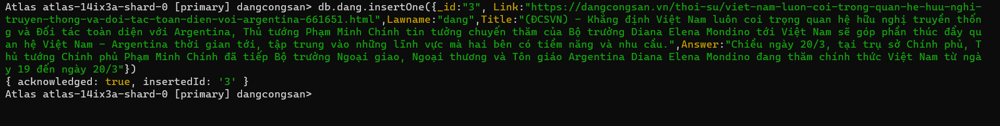 Atlas atlas-14ix3a-shard-0 [primary] dangcongsan> db.dang.insertOne({_id:"3", Link:"https://dangcongsan.vn/thoi-su/viet-nam-luon-coi-trong-quan-he-huu-nghi-
truyen-thong-va-doi-tac-toan-dien-voi-argentina-661651.html",Lawname:"dang",Title:"(ĐCSVN) - Khẳng định Việt Nam luôn coi trọng quan hệ hữu nghị truyền thốn
g và Đối tác toàn diện với Argentina, Thủ tướng Phạm Minh Chính tin tưởng chuyến thăm của Bộ trưởng Diana Elena Mondino tới Việt Nam sẽ góp phần thúc đẩy qu
an hệ Việt Nam – Argentina thời gian tới, tập trung vào những lĩnh vực mà hai bên có tiềm năng và nhu cầu.",Answer:"Chiều ngày 20/3, tại trụ sở Chính phủ, T
hủ tướng Chính phủ Phạm Minh Chính đã tiếp Bộ trưởng Ngoại giao, Ngoại thương và Tôn giáo Argentina Diana Elena Mondino đang thăm chính thức Việt Nam từ ngà
y 19 đến ngày 20/3"})
{ acknowledged: true, insertedId: '3' }
Atlas atlas-14ix3a-shard-0 [primary] dangcongsan>